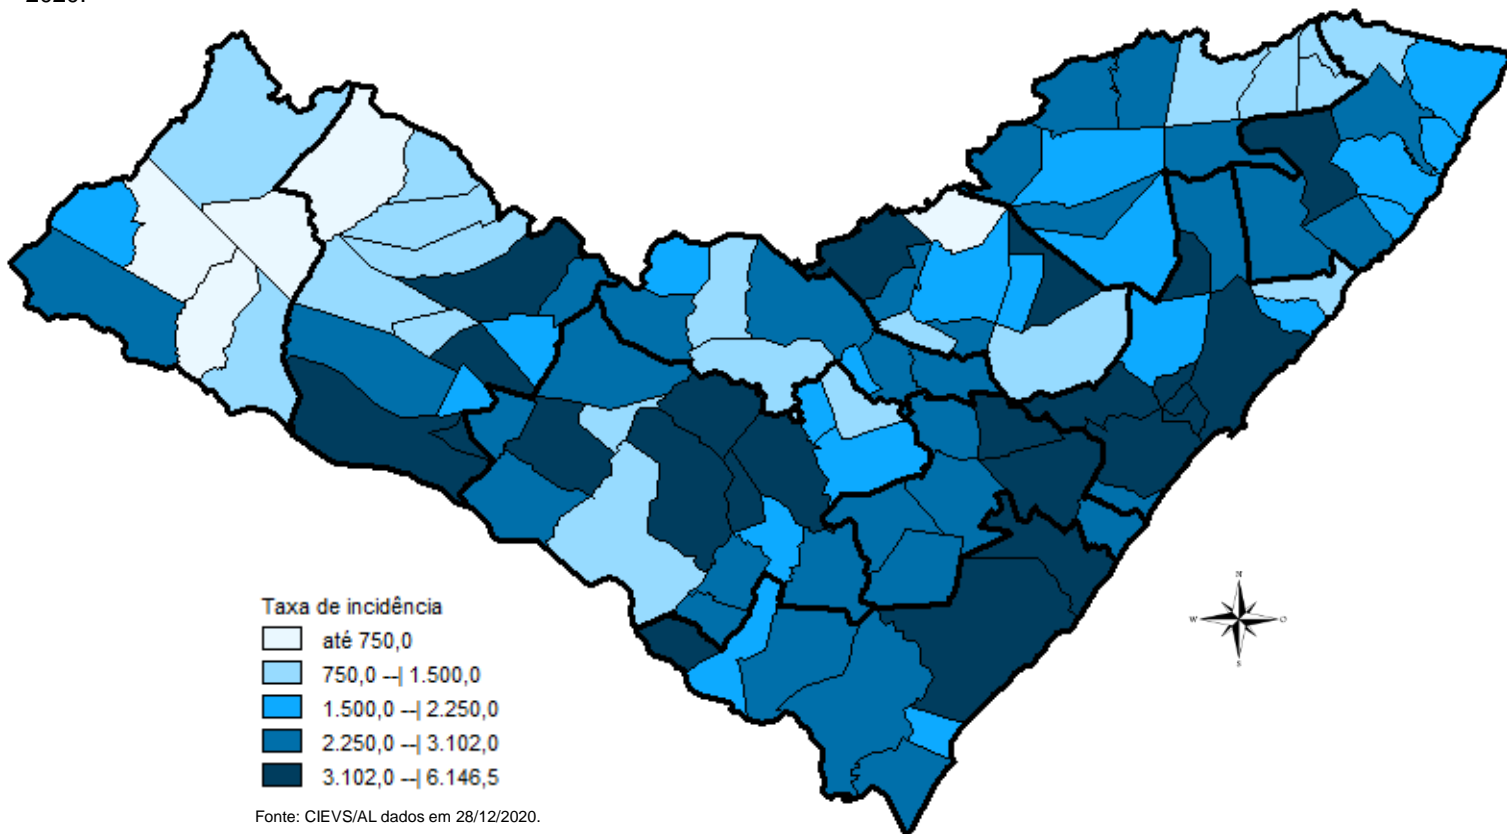 2020.
Taxa de incidência
até 750,0
750,0 --| 1.500,0
1.500,0 --| 2.250,0
2.250,0 --| 3.102,0
3.102,0 --| 6.146,5
Fonte: CIEVS/AL dados em 28/12/2020.
N
W
O
S